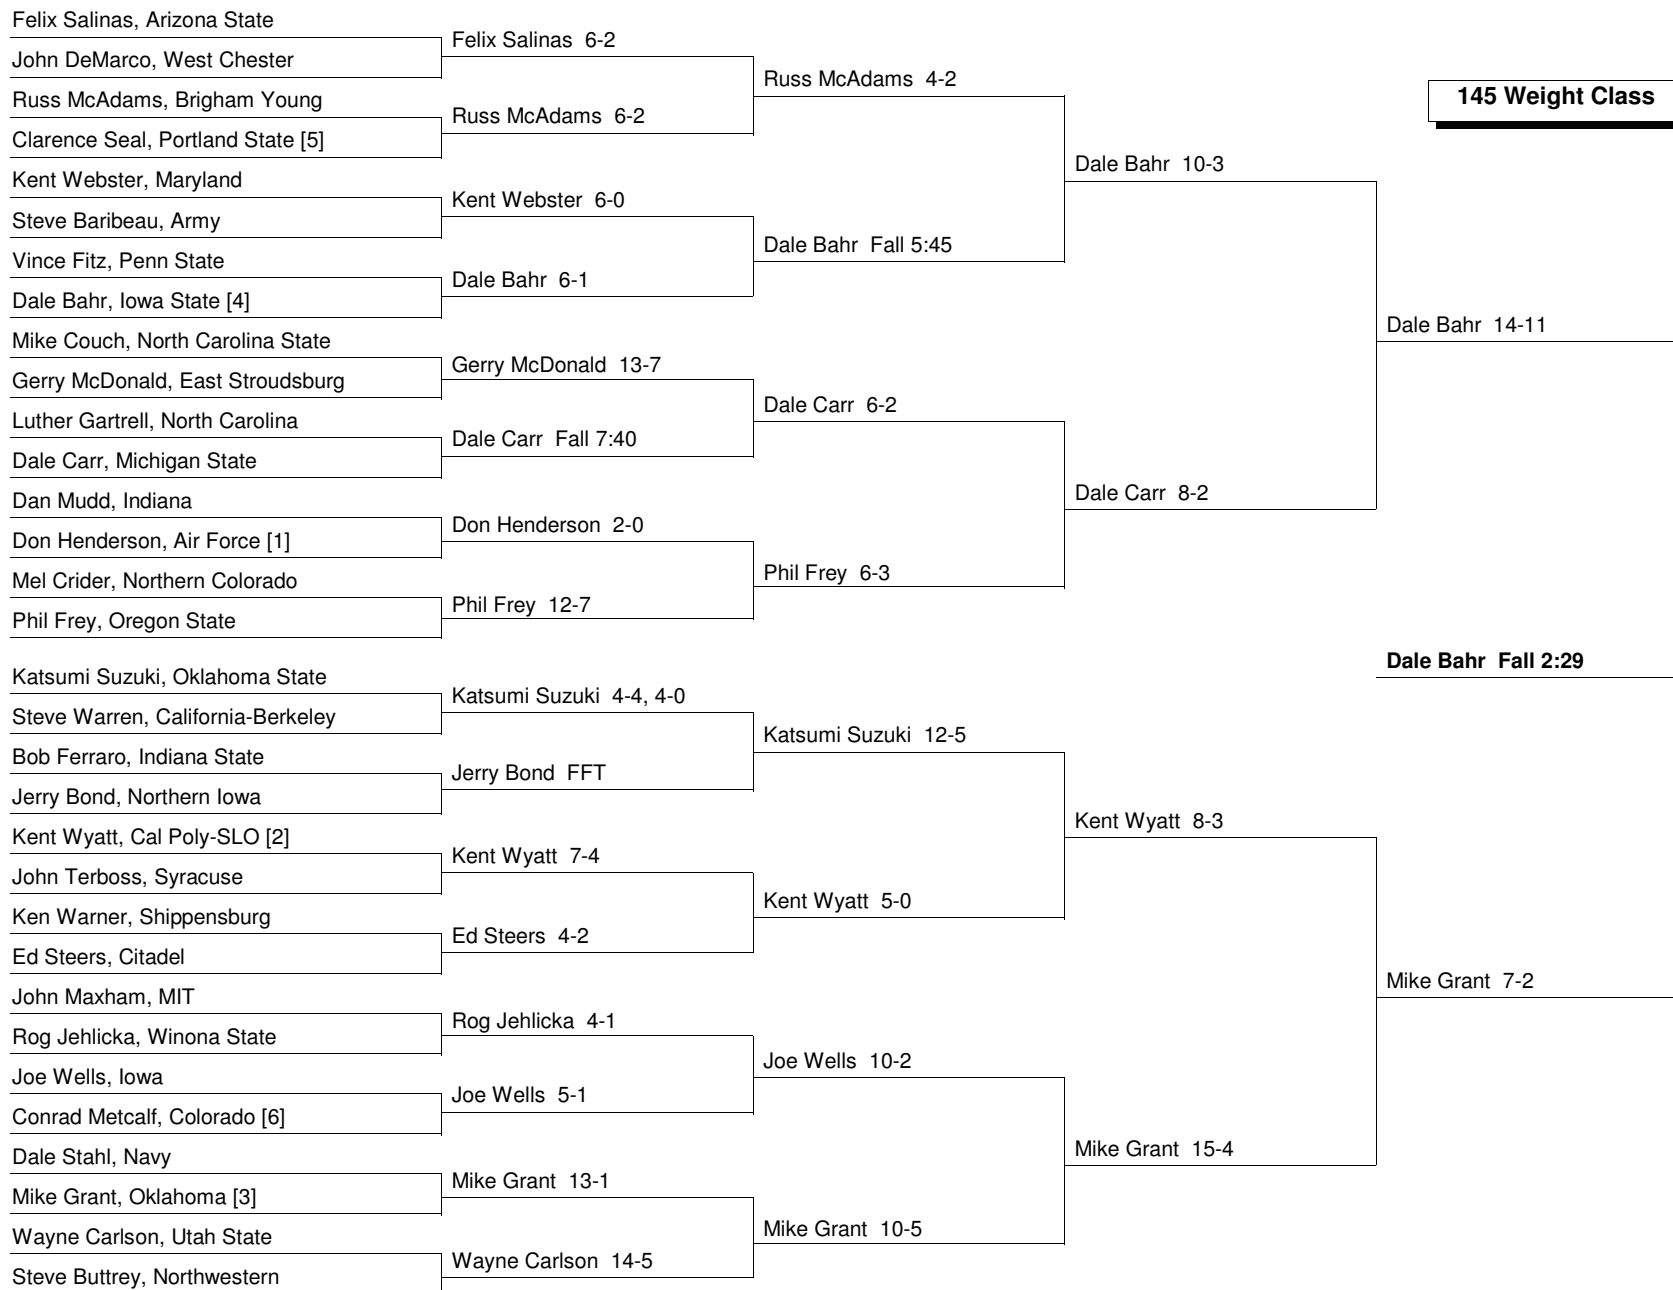 Felix Salinas, Arizona State
John DeMarco, West Chester
Russ McAdams, Brigham Young
Clarence Seal, Portland State [5]
Kent Webster, Maryland
Steve Baribeau, Army
Vince Fitz, Penn State
Dale Bahr, Iowa State [4]
Mike Couch, North Carolina State
Gerry McDonald, East Stroudsburg
Luther Gartrell, North Carolina
Dale Carr, Michigan State
Dan Mudd, Indiana
Don Henderson, Air Force [1]
Mel Crider, Northern Colorado
Phil Frey, Oregon State
Katsumi Suzuki, Oklahoma State
Steve Warren, California-Berkeley
Bob Ferraro, Indiana State
Jerry Bond, Northern Iowa
Kent Wyatt, Cal Poly-SLO [2]
John Terboss, Syracuse
Ken Warner, Shippensburg
Ed Steers, Citadel
John Maxham, MIT
Rog Jehlicka, Winona State
Joe Wells, Iowa
Conrad Metcalf, Colorado [6]
Dale Stahl, Navy
Mike Grant, Oklahoma [3]
Wayne Carlson, Utah State
Steve Buttrey, Northwestern
Felix Salinas 6-2
Russ McAdams 6-2
Kent Webster 6-0
Dale Bahr 6-1
Gerry McDonald 13-7
Dale Carr Fall 7:40
Don Henderson 2-0
Phil Frey 12-7
Katsumi Suzuki 4-4, 4-0
Jerry Bond FFT
Kent Wyatt 7-4
Ed Steers 4-2
Rog Jehlicka 4-1
Joe Wells 5-1
Mike Grant 13-1
Wayne Carlson 14-5
Russ McAdams 4-2
Dale Bahr Fall 5:45
Dale Carr 6-2
Phil Frey 6-3
Katsumi Suzuki 12-5
Kent Wyatt 5-0
Joe Wells 10-2
Mike Grant 10-5
Dale Bahr 10-3
Dale Carr 8-2
Kent Wyatt 8-3
Mike Grant 15-4
145 Weight Class
Dale Bahr 14-11
Dale Bahr Fall 2:29
Mike Grant 7-2